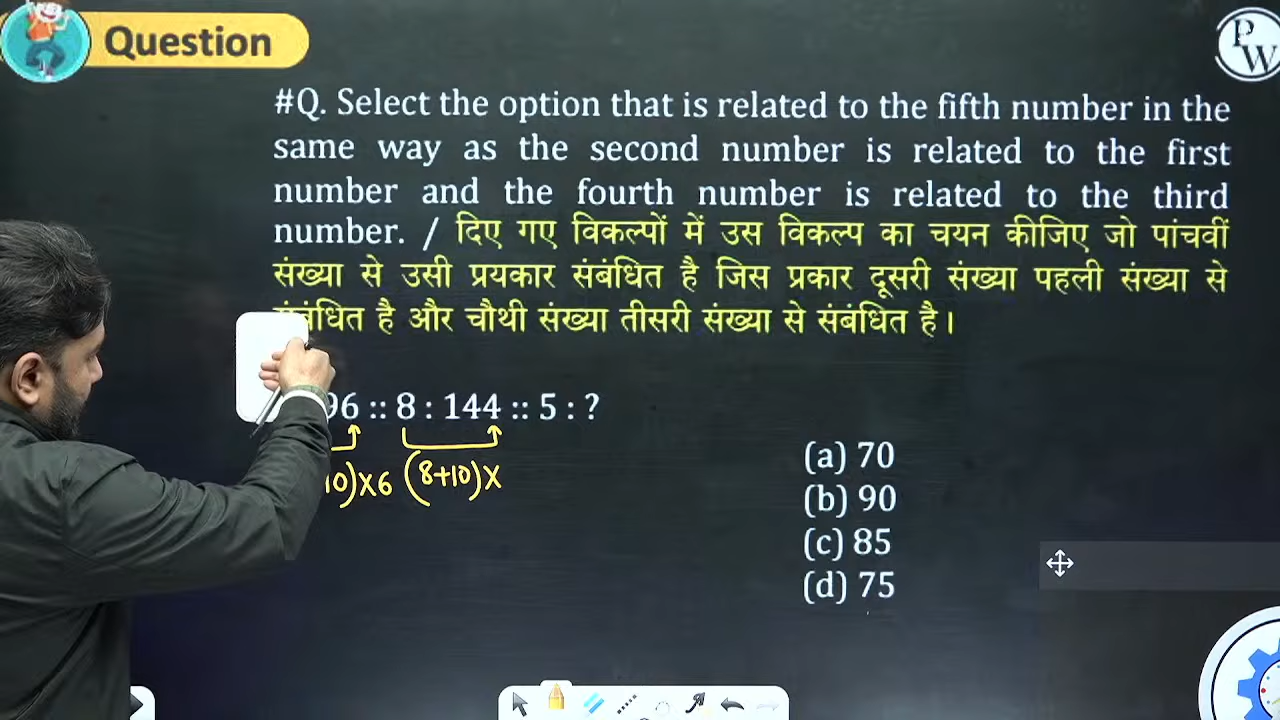 Question
PW
#Q. Select the option that is related to the fifth number in the
same way as the second number is related to the first
number and the fourth number is related to the third
number. / दिए गए विकल्पों में उस विकल्प का चयन कीजिए जो पांचवीं
संख्या से उसी प्रयकार संबंधित है जिस प्रकार दूसरी संख्या पहली संख्या से
संबंधित है और चौथी संख्या तीसरी संख्या से संबंधित है।
96 :: 8 : 144 :: 5 : ?
10)×6 (8+10)×
(a) 70
(b) 90
(c) 85
(d) 75